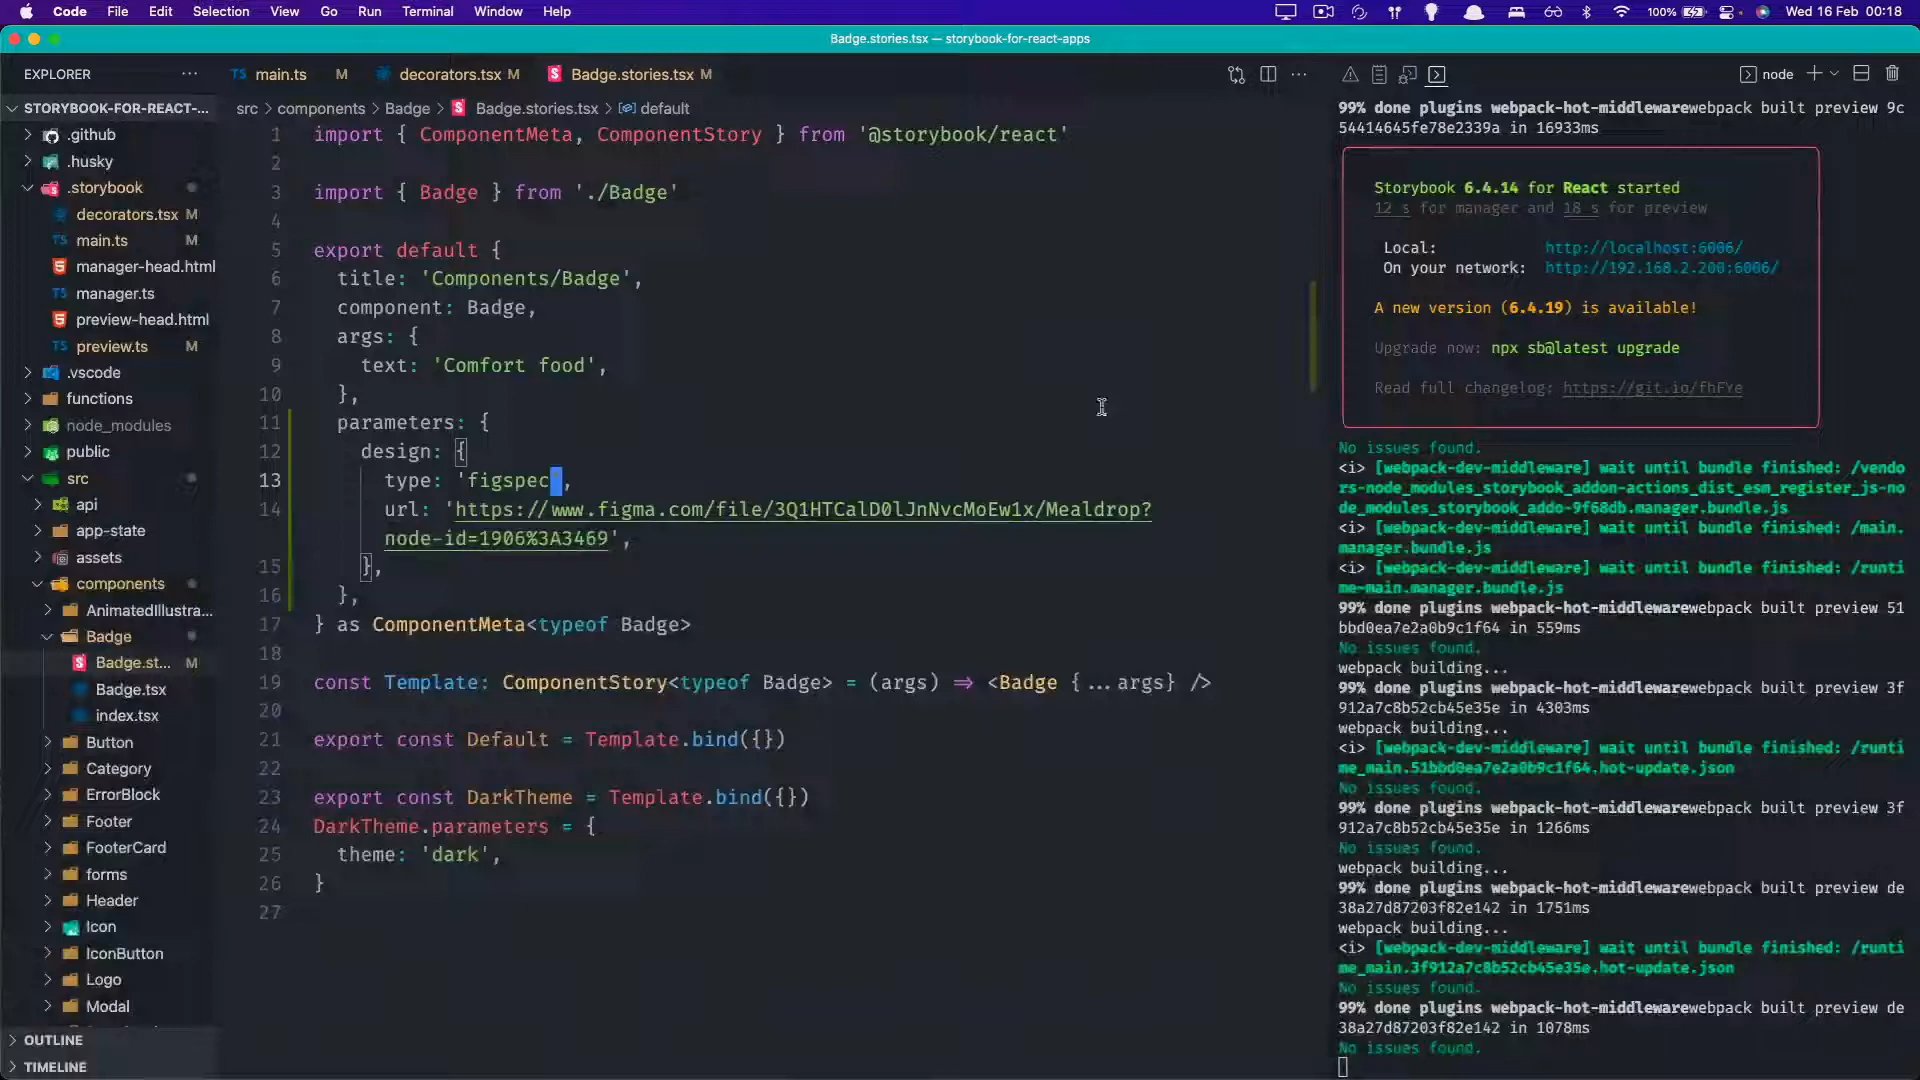 Code File Edit Selection View Go Run Terminal Window Help 100% Wed 16 Feb 00:18
Badge.stories.tsx — storybook-for-react-apps
EXPLORER
STORYBOOK-FOR-REACT-...
.github
.husky
.storybook
decorators.tsx M
main.ts M
manager-head.html
TS manager.ts
preview-head.html
TS preview.ts M
.vscode
functions
node_modules
public
src
api
app-state
assets
components
AnimatedIllustra...
Badge
Badge.st... M
Badge.tsx
index.tsx
Button
Category
ErrorBlock
Footer
FooterCard
forms
Header
Icon
IconButton
Logo
Modal
OUTLINE
TIMELINE
TS main.ts M decorators.tsx M Badge.stories.tsx M
src > components > Badge > Badge.stories.tsx > default
1 import { ComponentMeta, ComponentStory } from '@storybook/react'
2
3 import { Badge } from './Badge'
4
5 export default {
6 title: 'Components/Badge',
7 component: Badge,
8 args: {
9 text: 'Comfort food',
10 },
11 parameters: {
12 design: {
13 type: 'figspec',
14 url: 'https://www.figma.com/file/3Q1HTCalD0lJnNvcMoEw1x/Mealdrop?
node-id=1906%3A3469',
15 },
16 },
17 } as ComponentMeta<typeof Badge>
18
19 const Template: ComponentStory<typeof Badge> = (args) => <Badge {...args} />
20
21 export const Default = Template.bind({})
22
23 export const DarkTheme = Template.bind({})
24 DarkTheme.parameters = {
25 theme: 'dark',
26 }
27
node
99% done plugins webpack-hot-middlewarewebpack built preview 9c
54414645fe78e2339a in 16933ms
Storybook 6.4.14 for React started
12 s for manager and 18 s for preview
Local: http://localhost:6006/
On your network: http://192.168.2.200:6006/
A new version (6.4.19) is available!
Upgrade now: npx sb@latest upgrade
Read full changelog: https://git.io/fhFYe
No issues found.
<i> [webpack-dev-middleware] wait until bundle finished: /vendo
rs-node_modules_storybook_addon-actions_dist_esm_register_js-no
de_modules_storybook_addo-9f68db.manager.bundle.js
<i> [webpack-dev-middleware] wait until bundle finished: /main.
manager.bundle.js
<i> [webpack-dev-middleware] wait until bundle finished: /runti
me-main.manager.bundle.js
99% done plugins webpack-hot-middlewarewebpack built preview 51
bbd0ea7e2a0b9c1f64 in 559ms
No issues found.
webpack building...
99% done plugins webpack-hot-middlewarewebpack built preview 3f
912a7c8b52cb45e35e in 4303ms
webpack building...
<i> [webpack-dev-middleware] wait until bundle finished: /runti
me_main.51bbd0ea7e2a0b9c1f64.hot-update.json
No issues found.
99% done plugins webpack-hot-middlewarewebpack built preview 3f
912a7c8b52cb45e35e in 1266ms
No issues found.
webpack building...
99% done plugins webpack-hot-middlewarewebpack built preview de
38a27d87203f82e142 in 1751ms
webpack building...
<i> [webpack-dev-middleware] wait until bundle finished: /runti
me_main.3f912a7c8b52cb45e35e.hot-update.json
No issues found.
99% done plugins webpack-hot-middlewarewebpack built preview de
38a27d87203f82e142 in 1078ms
No issues found.